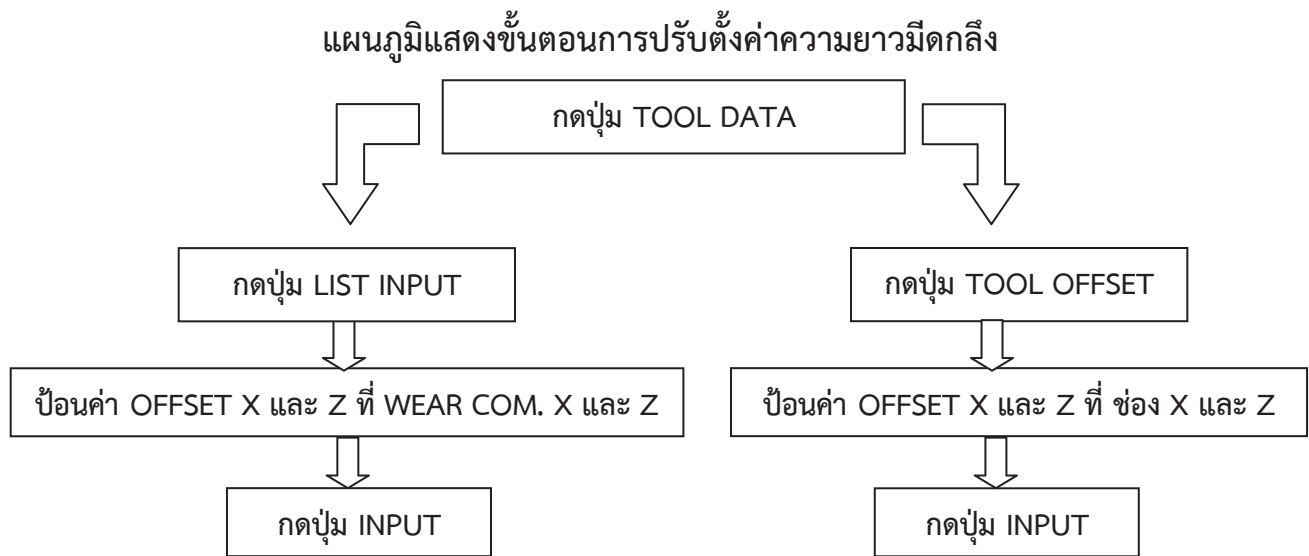 แผนภูมิแสดงขั้นตอนการปรับตั้งค่าความยาวมีดกลึง
กดปุ่ม TOOL DATA
กดปุ่ม LIST INPUT
ป้อนค่า OFFSET X และ Z ที่ WEAR COM. X และ Z
กดปุ่ม INPUT
กดปุ่ม TOOL OFFSET
ป้อนค่า OFFSET X และ Z ที่ ช่อง X และ Z
กดปุ่ม INPUT